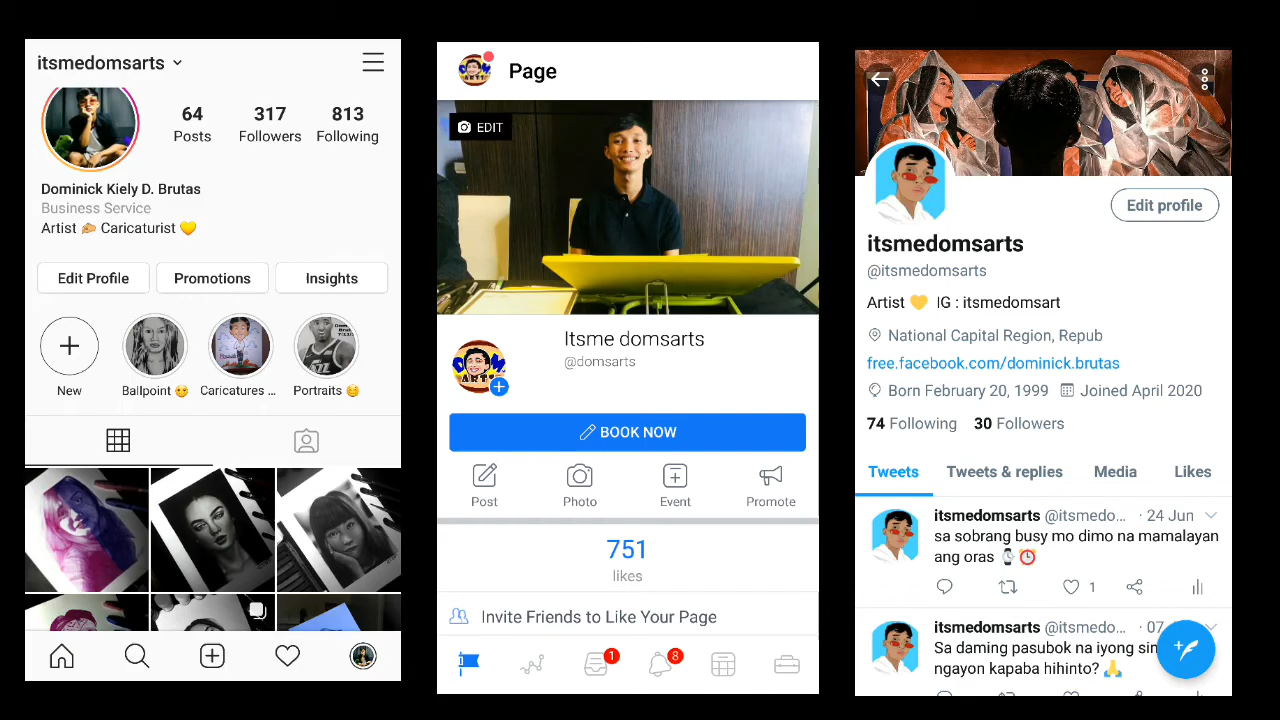 itsmedomsarts
64 317 813
Posts Followers Following
Dominick Kiely D. Brutas
Business Service
Artist ✍️ Caricaturist 💛
Edit Profile Promotions Insights
New Ballpoint 😊 Caricatures ... Portraits 😊
Page
EDIT
Itsme domsarts
@domsarts
BOOK NOW
Post Photo Event Promote
751
likes
Invite Friends to Like Your Page
1 8
Edit profile
itsmedomsarts
@itsmedomsarts
Artist 💛 IG : itsmedomsart
National Capital Region, Repub
free.facebook.com/dominick.brutas
Born February 20, 1999 Joined April 2020
74 Following 30 Followers
Tweets Tweets & replies Media Likes
itsmedomsarts @itsmedo... · 24 Jun
sa sobrang busy mo dimo na mamalayan
ang oras ⌚⏰
1
itsmedomsarts @itsmedo... · 07
Sa daming pasubok na iyong
ngayon kapaba hihinto? 🙏